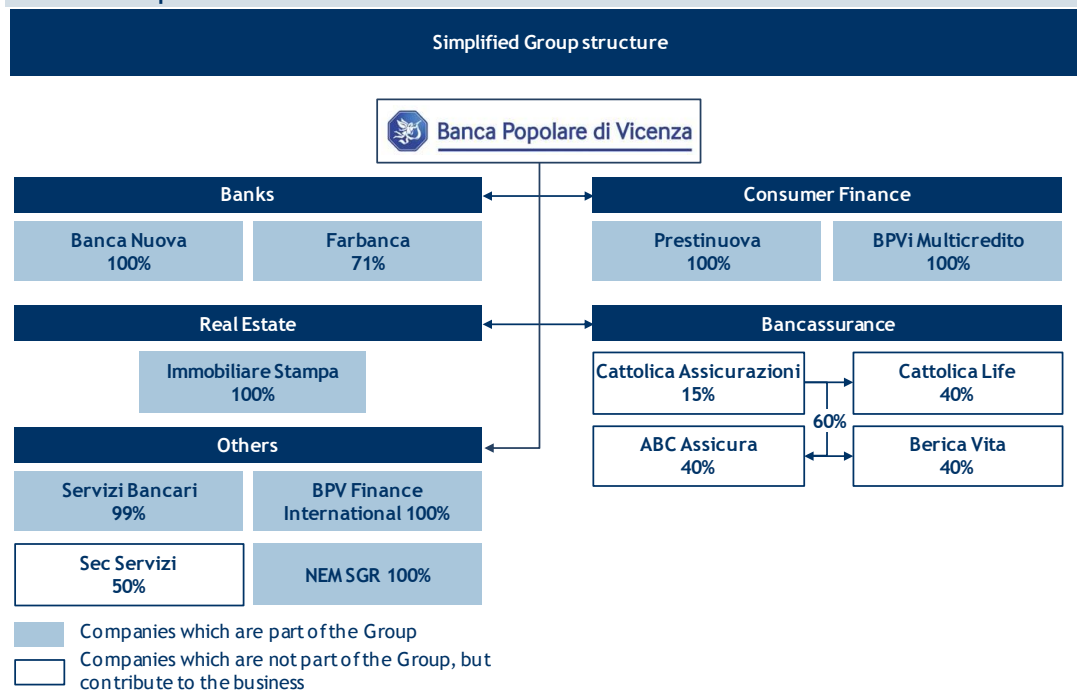 Simplified Group structure
Banca Popolare di Vicenza
Banks
Consumer Finance
Banca Nuova
100%
Farbanca
71%
Prestinuova
100%
BPVi Multicredito
100%
Real Estate
Bancassurance
Immobiliare Stampa
100%
Cattolica Assicurazioni
15%
Cattolica Life
40%
60%
ABC Assicura
40%
Berica Vita
40%
Others
Servizi Bancari
99%
BPV Finance
International 100%
Sec Servizi
50%
NEM SGR 100%
Companies which are part of the Group
Companies which are not part of the Group, but
contribute to the business